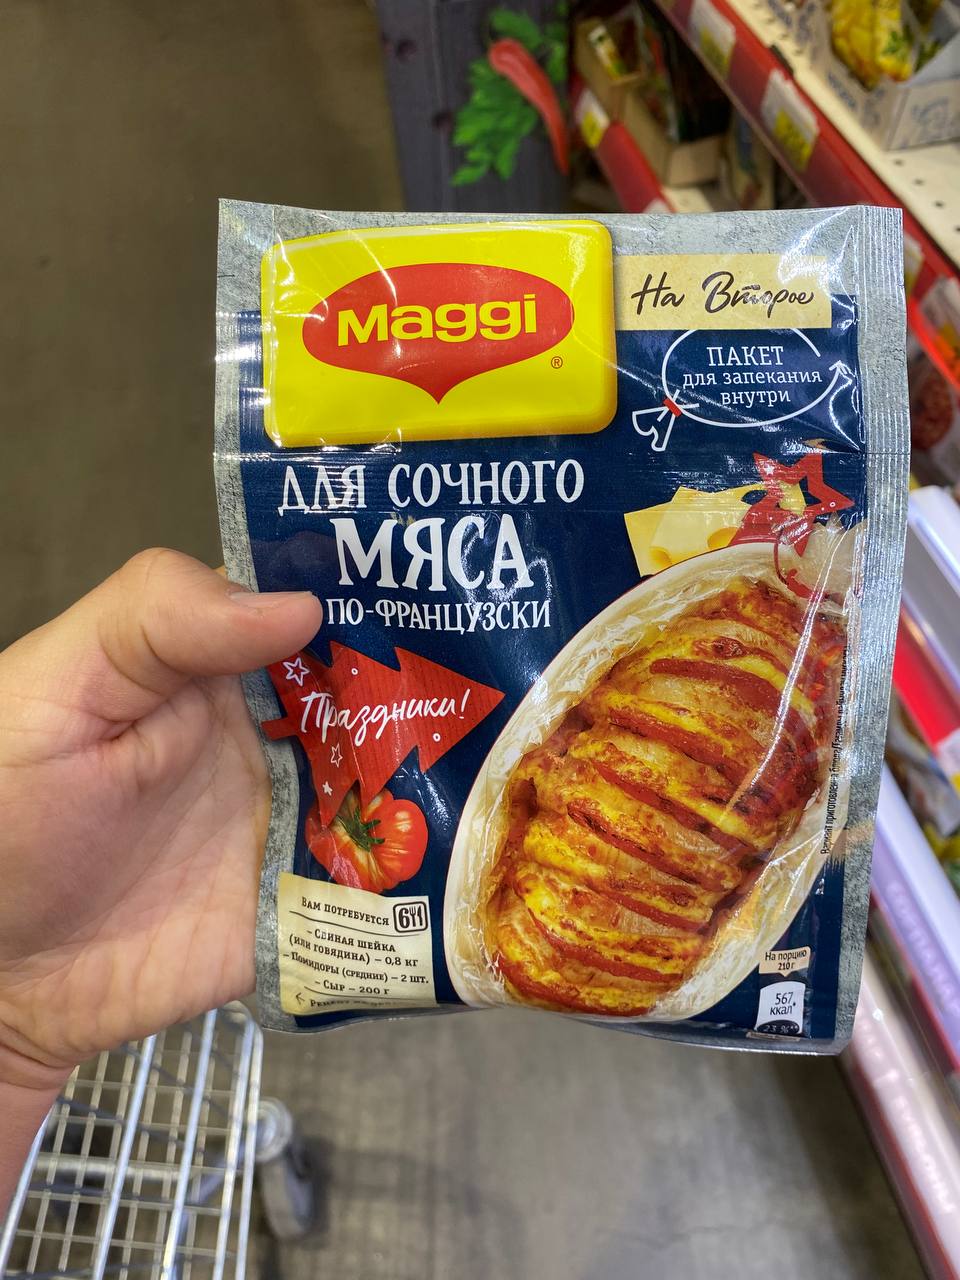 Maggi
®
На Второе
ПАКЕТ
для запекания
внутри
ДЛЯ СОЧНОГО
МЯСА
ПО-ФРАНЦУЗСКИ
Праздники!
ВАМ ПОТРЕБУЕТСЯ 6
– Свиная шейка
(или говядина) – 0,8 кг
– Помидоры (средние) – 2 шт.
– Сыр – 200 г
На порцию
210 г
567
ккал*
23 %**